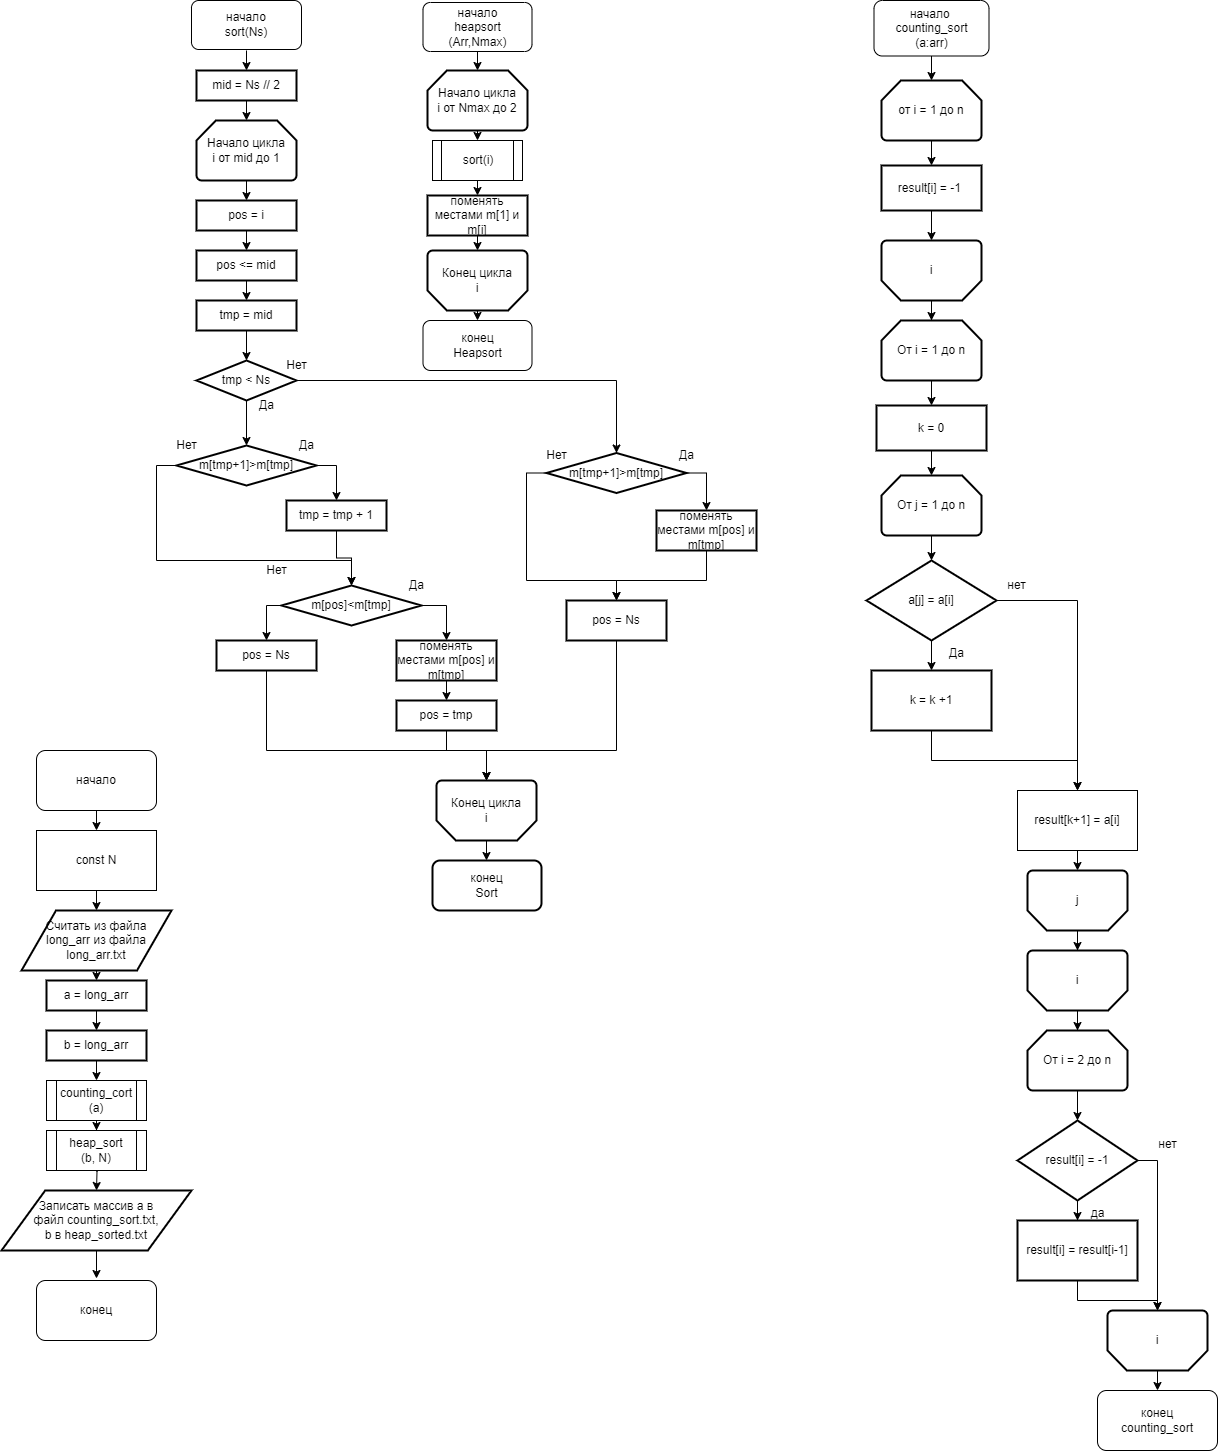 начало
sort(Ns)
mid = Ns // 2
Начало цикла
i от mid до 1
pos = i
pos <= mid
tmp = mid
tmp < Ns
Нет
Да
m[tmp+1]>m[tmp]
Нет
Да
tmp = tmp + 1
m[pos]<m[tmp]
Нет
Да
pos = Ns
поменять
местами m[pos] и
m[tmp]
pos = tmp
m[tmp+1]>m[tmp]
Нет
Да
поменять
местами m[pos] и
m[tmp]
pos = Ns
Конец цикла
i
конец
Sort
начало
heapsort
(Arr,Nmax)
Начало цикла
i от Nmax до 2
sort(i)
поменять
местами m[1] и
m[i]
Конец цикла
i
конец
Heapsort
начало
counting_sort
(a:arr)
от i = 1 до n
result[i] = -1
i
От i = 1 до n
k = 0
От j = 1 до n
a[j] = a[i]
нет
Да
k = k +1
result[k+1] = a[i]
j
i
От i = 2 до n
result[i] = -1
нет
да
result[i] = result[i-1]
i
конец
counting_sort
начало
const N
Считать из файла
long_arr из файла
long_arr.txt
a = long_arr
b = long_arr
counting_cort
(a)
heap_sort
(b, N)
Записать массив a в
файл counting_sort.txt,
b в heap_sorted.txt
конец